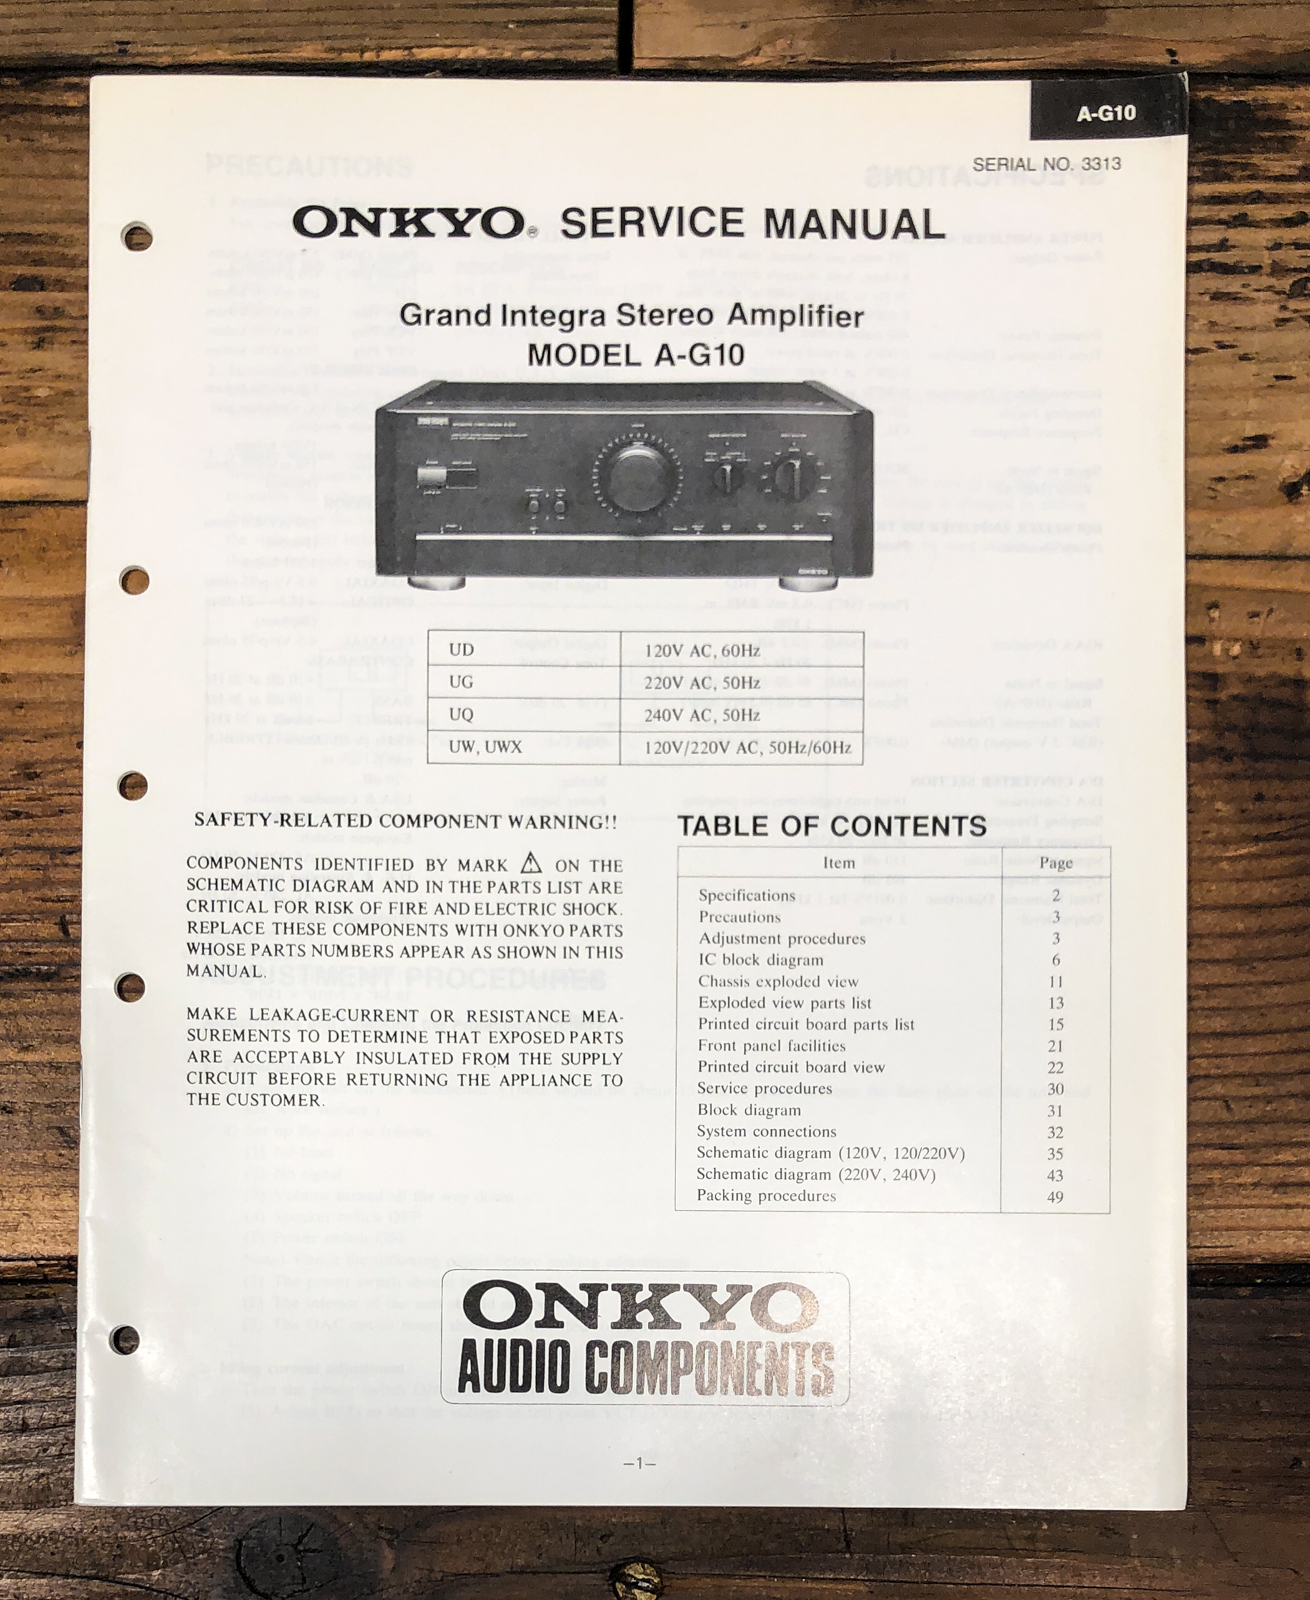 A-G10
SERIAL NO. 3313
ONKYO® SERVICE MANUAL
Grand Integra Stereo Amplifier
MODEL A-G10
ONKYO
UD 120V AC, 60Hz
UG 220V AC, 50Hz
UQ 240V AC, 50Hz
UW, UWX 120V/220V AC, 50Hz/60Hz
SAFETY-RELATED COMPONENT WARNING!!
COMPONENTS IDENTIFIED BY MARK ⚠ ON THE
SCHEMATIC DIAGRAM AND IN THE PARTS LIST ARE
CRITICAL FOR RISK OF FIRE AND ELECTRIC SHOCK.
REPLACE THESE COMPONENTS WITH ONKYO PARTS
WHOSE PARTS NUMBERS APPEAR AS SHOWN IN THIS
MANUAL.
MAKE LEAKAGE-CURRENT OR RESISTANCE MEA-
SUREMENTS TO DETERMINE THAT EXPOSED PARTS
ARE ACCEPTABLY INSULATED FROM THE SUPPLY
CIRCUIT BEFORE RETURNING THE APPLIANCE TO
THE CUSTOMER.
TABLE OF CONTENTS
Item Page
Specifications 2
Precautions 3
Adjustment procedures 3
IC block diagram 6
Chassis exploded view 11
Exploded view parts list 13
Printed circuit board parts list 15
Front panel facilities 21
Printed circuit board view 22
Service procedures 30
Block diagram 31
System connections 32
Schematic diagram (120V, 120/220V) 35
Schematic diagram (220V, 240V) 43
Packing procedures 49
ONKYO
AUDIO COMPONENTS
—1—